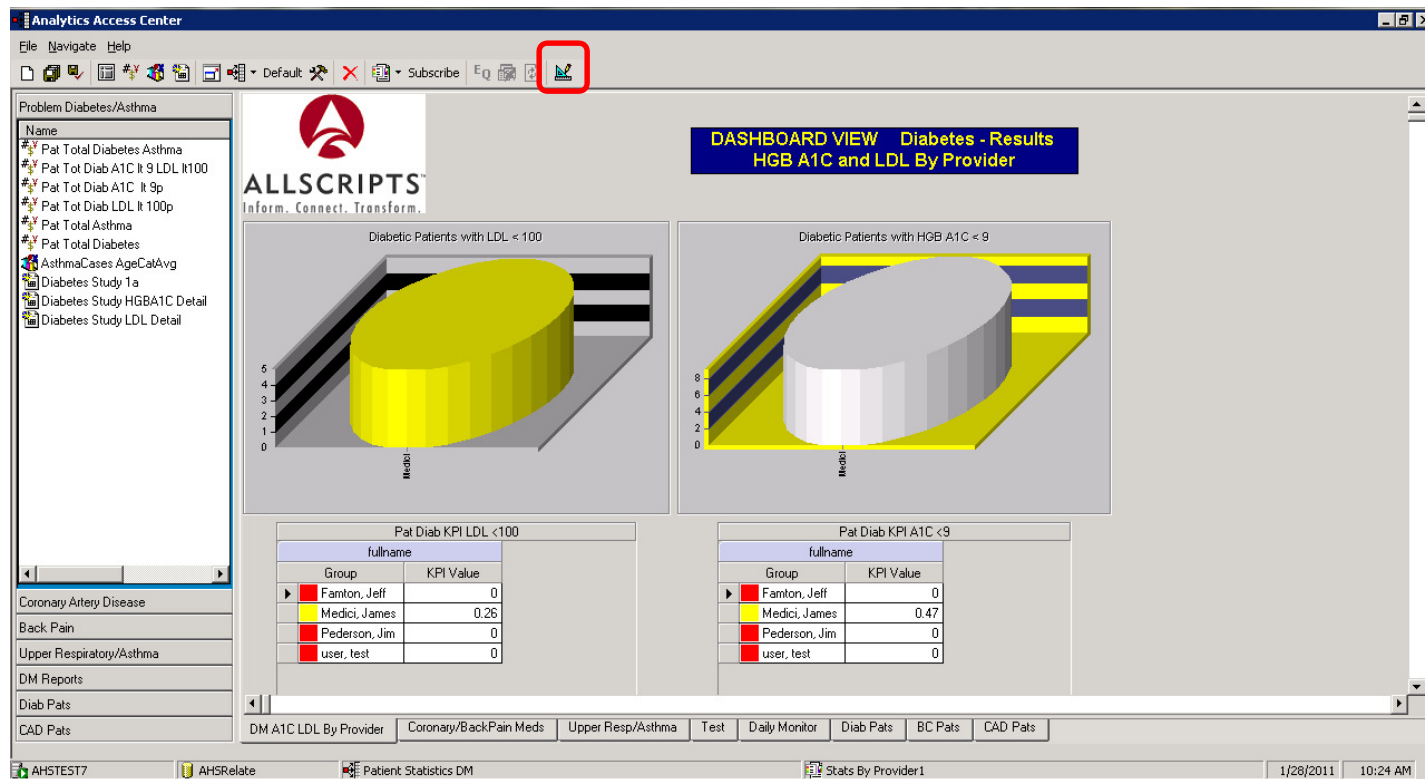 Analytics Access Center
File Navigate Help
Default Subscribe EQ
Problem Diabetes/Asthma
Name
Pat Total Diabetes Asthma
Pat Tot Diab A1C lt 9 LDL lt100
Pat Tot Diab A1C lt 9p
Pat Tot Diab LDL lt 100p
Pat Total Asthma
Pat Total Diabetes
AsthmaCases AgeCatAvg
Diabetes Study 1a
Diabetes Study HGBA1C Detail
Diabetes Study LDL Detail
Coronary Artery Disease
Back Pain
Upper Respiratory/Asthma
DM Reports
Diab Pats
CAD Pats
ALLSCRIPTS™
Inform. Connect. Transform.
DASHBOARD VIEW Diabetes - Results
HGB A1C and LDL By Provider
Diabetic Patients with LDL < 100
5
4
3
2
1
0
Medici
Diabetic Patients with HGB A1C < 9
8
6
4
2
0
Medici
Pat Diab KPI LDL <100
fullname
Group KPI Value
Famton, Jeff 0
Medici, James 0.26
Pederson, Jim 0
user, test 0
Pat Diab KPI A1C <9
fullname
Group KPI Value
Famton, Jeff 0
Medici, James 0.47
Pederson, Jim 0
user, test 0
DM A1C LDL By Provider Coronary/BackPain Meds Upper Resp/Asthma Test Daily Monitor Diab Pats BC Pats CAD Pats
AHSTEST7 AHSRelate Patient Statistics DM Stats By Provider1 1/28/2011 10:24 AM